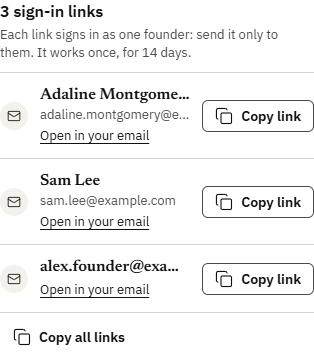 3 sign-in links
Each link signs in as one founder: send it only to
them. It works once, for 14 days.
Adaline Montgome...
adaline.montgomery@e...
Open in your email
Copy link
Sam Lee
sam.lee@example.com
Open in your email
Copy link
alex.founder@exa...
Open in your email
Copy link
Copy all links